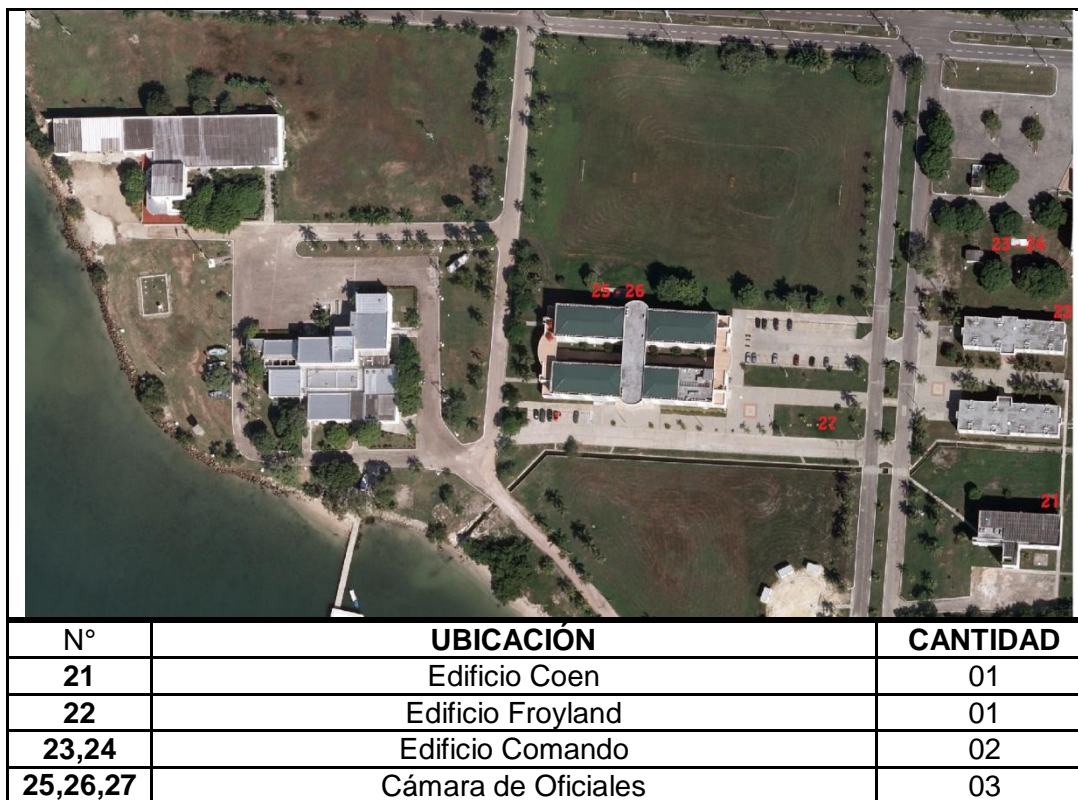 23 - 24
25 - 26
22
27
21
N° UBICACIÓN CANTIDAD
21 Edificio Coen 01
22 Edificio Froyland 01
23,24 Edificio Comando 02
25,26,27 Cámara de Oficiales 03